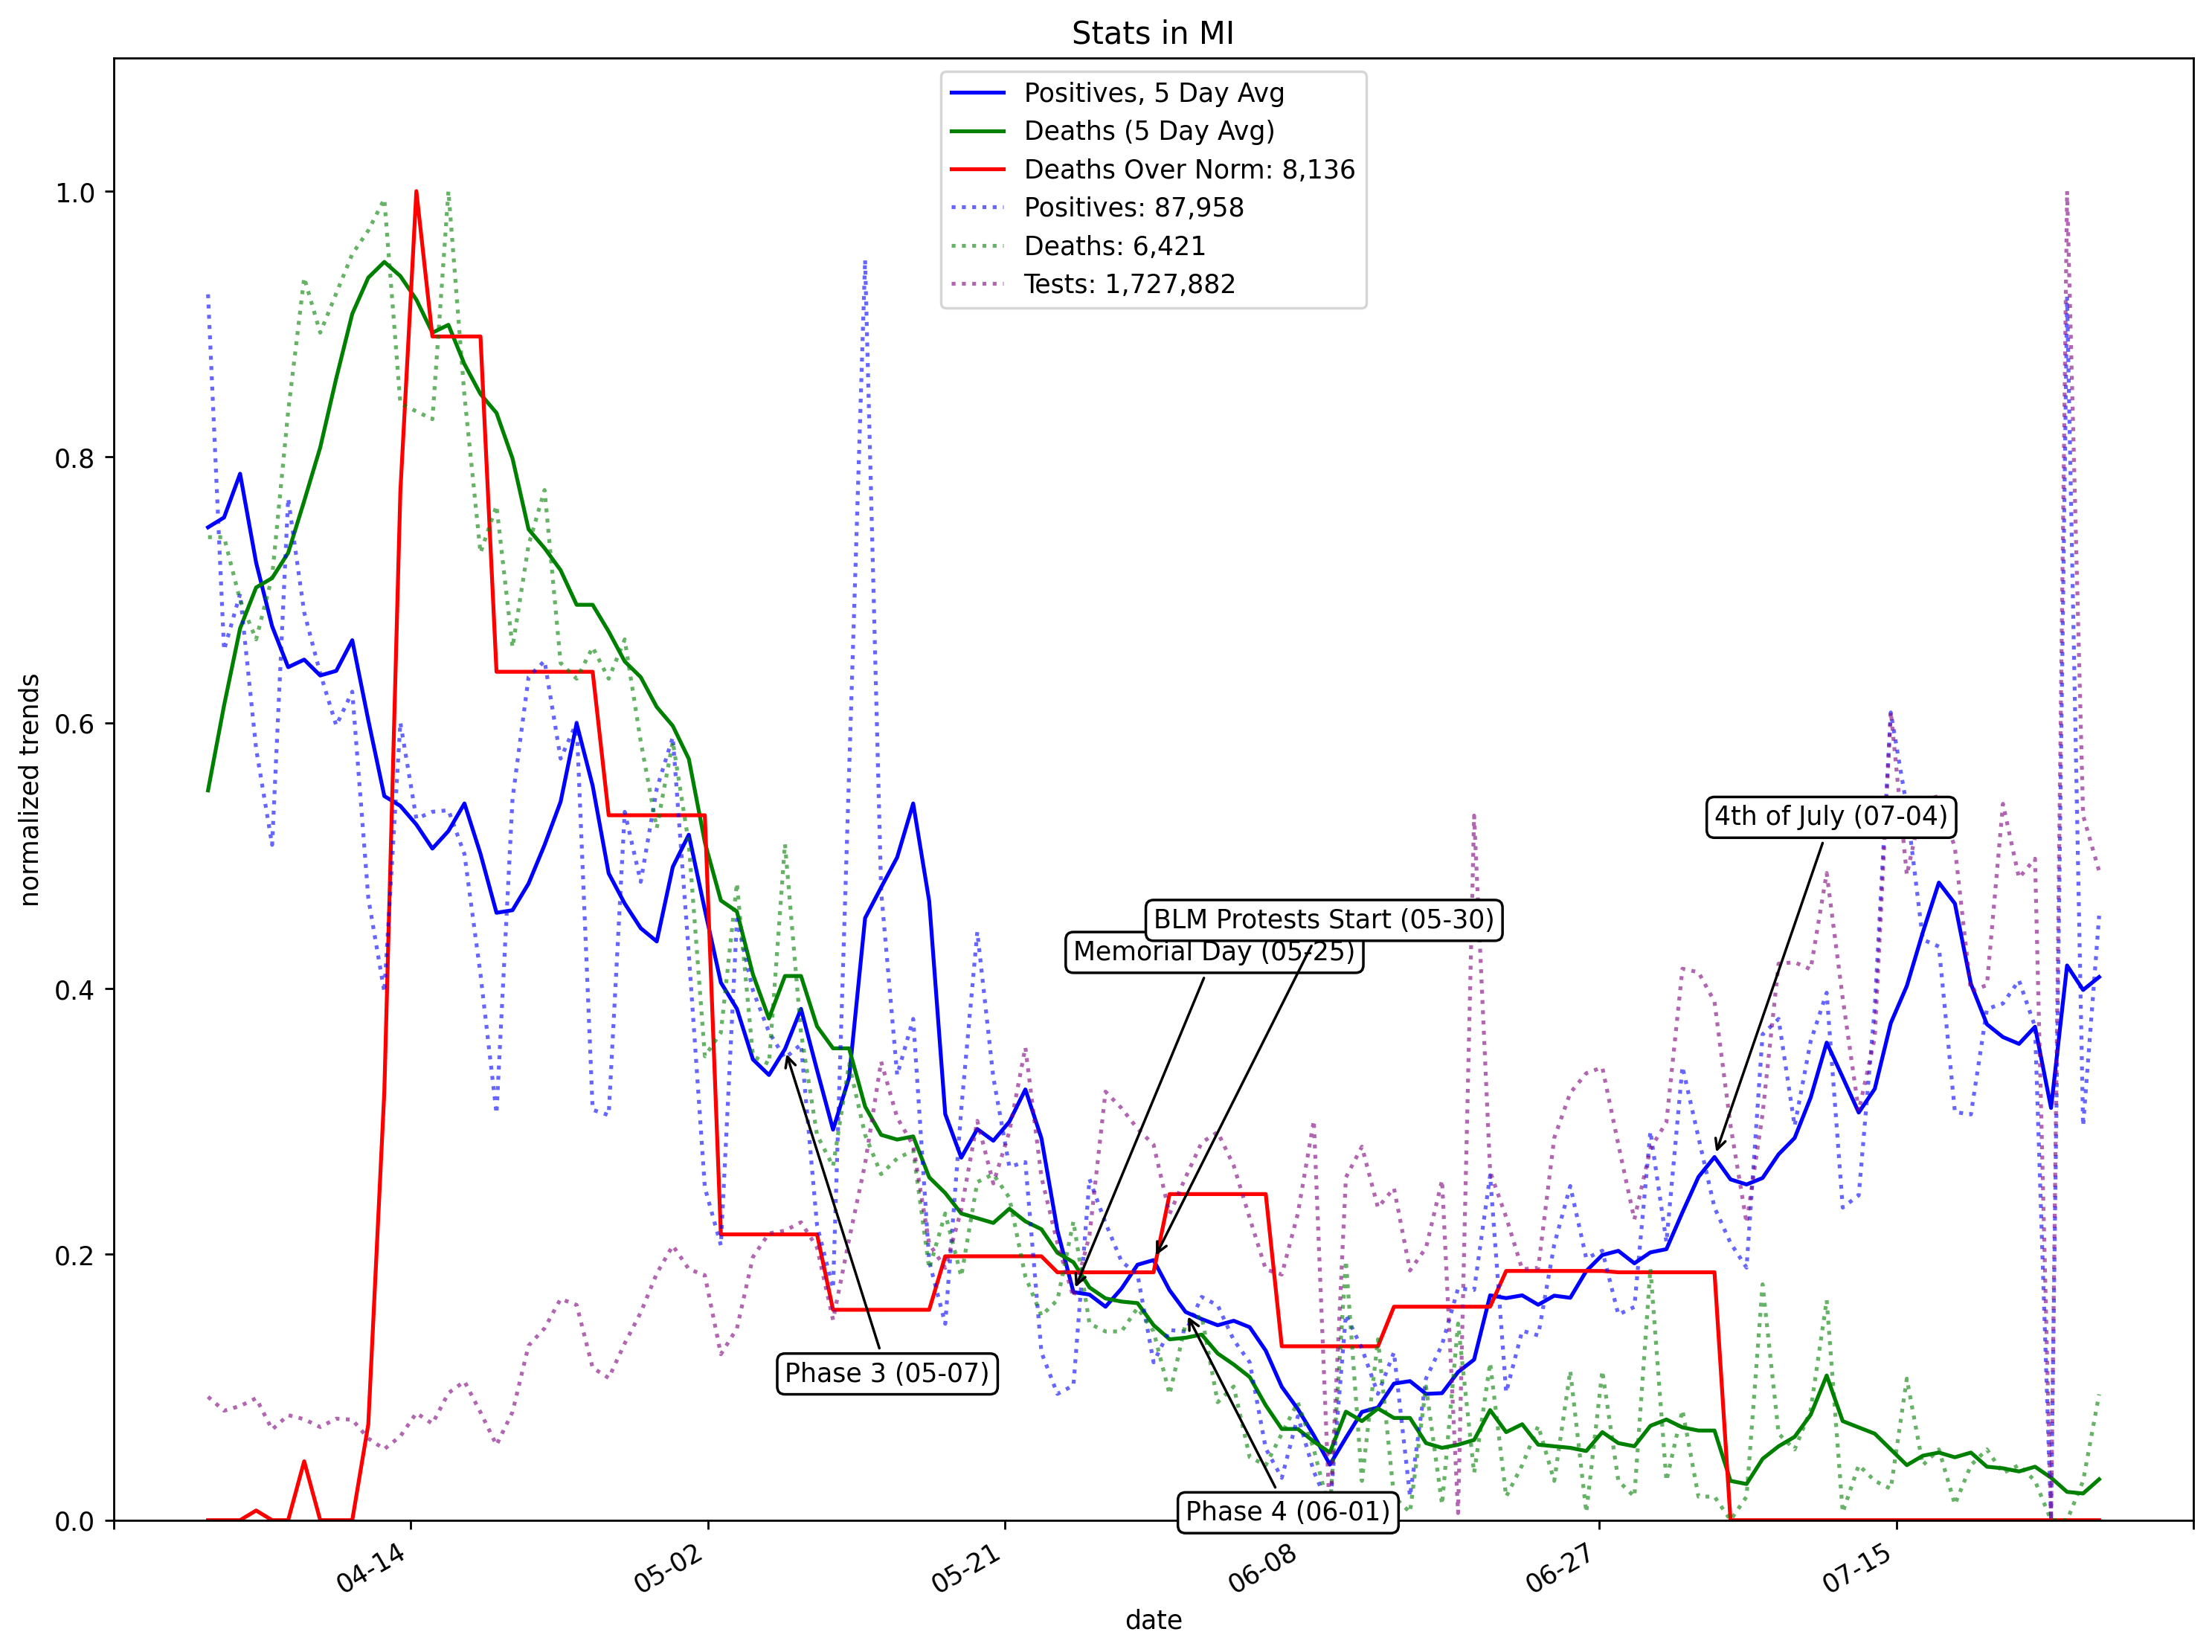 Stats in MI
Positives, 5 Day Avg
Deaths (5 Day Avg)
Deaths Over Norm: 8,136
Positives: 87,958
Deaths: 6,421
Tests: 1,727,882
normalized trends
1.0
0.8
0.6
0.4
0.2
0.0
4th of July (07-04)
BLM Protests Start (05-30)
Memorial Day (05-25)
Phase 3 (05-07)
Phase 4 (06-01)
04-14
05-02
05-21
06-08
06-27
07-15
date